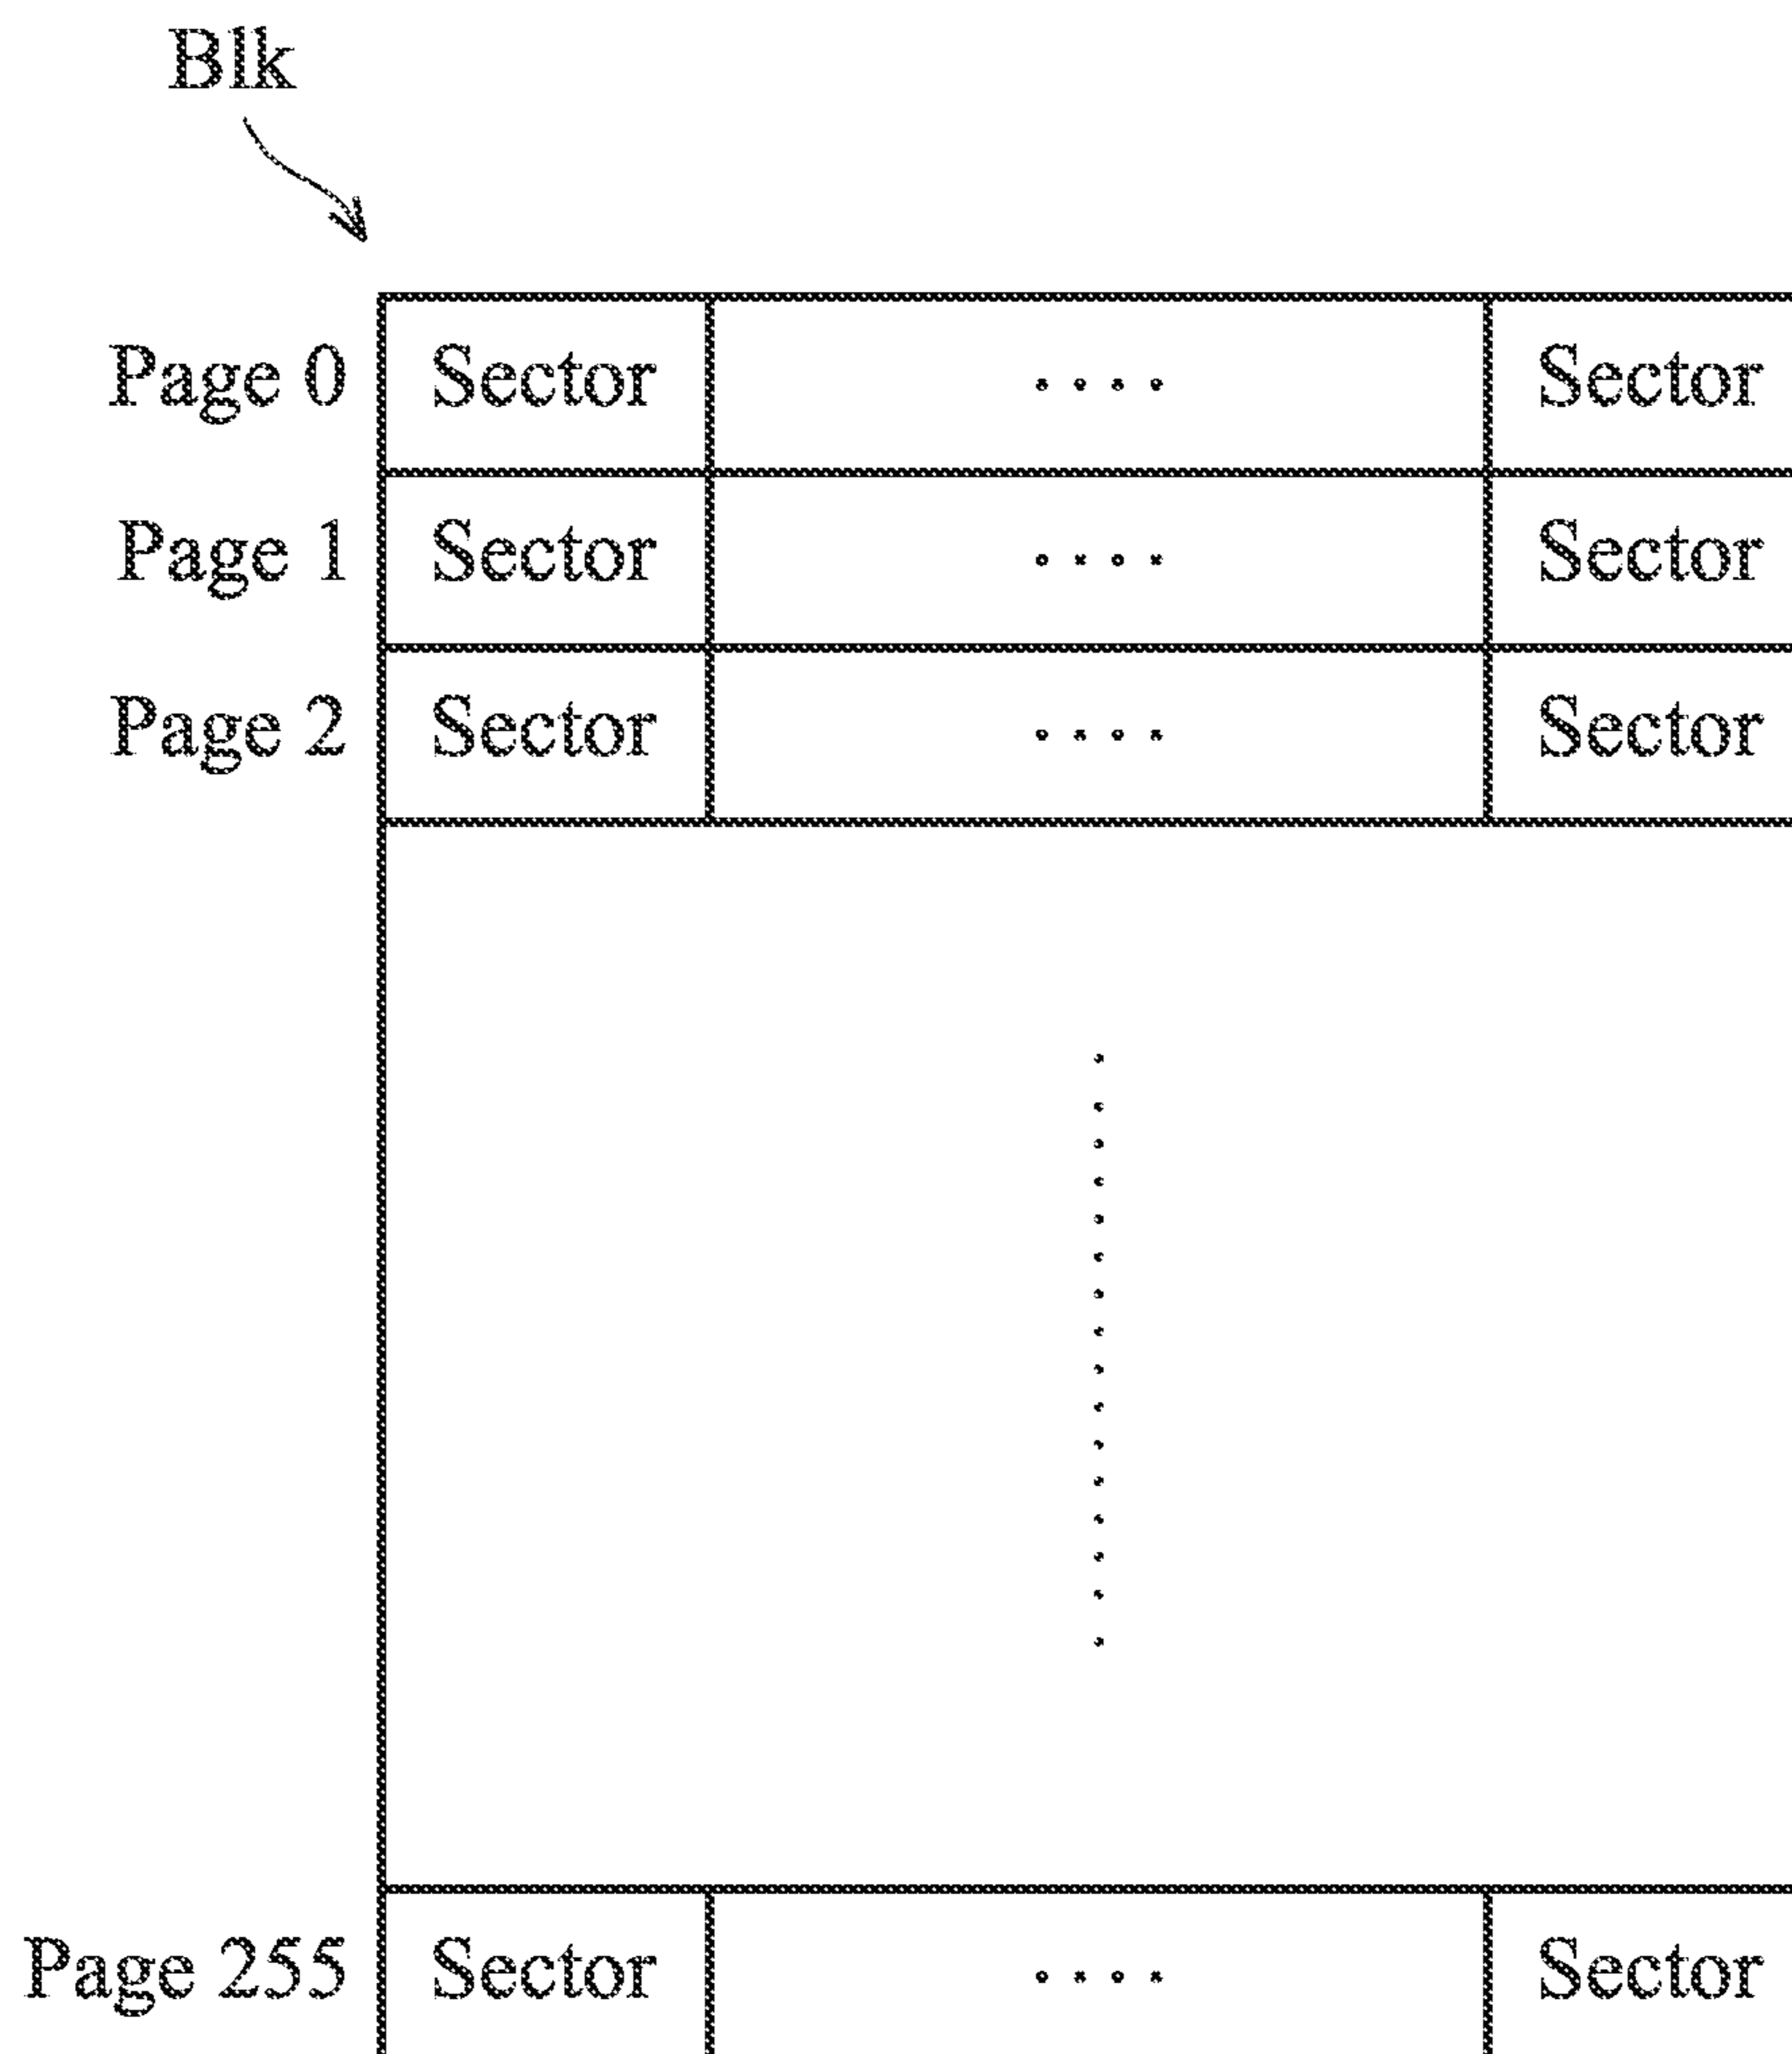 Blk
Page 0 Sector .... Sector
Page 1 Sector .... Sector
Page 2 Sector .... Sector
Page 255 Sector .... Sector